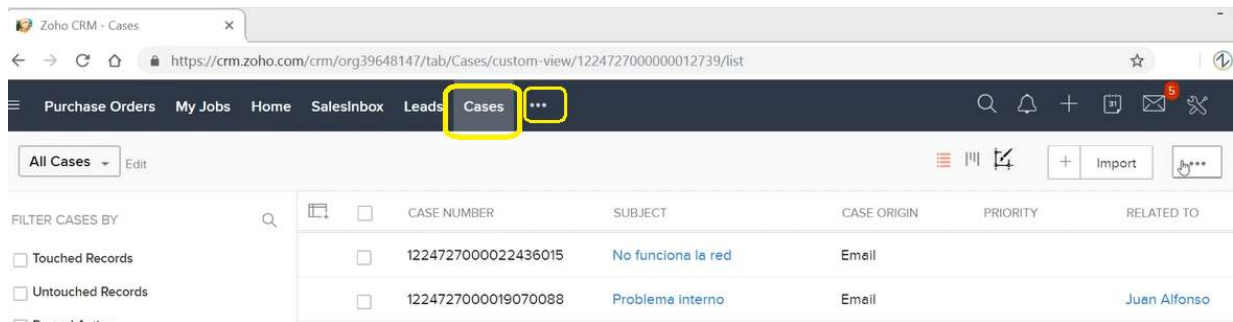 Zoho CRM - Cases
https://crm.zoho.com/crm/org39648147/tab/Cases/custom-view/1224727000000012739/list
Purchase Orders My Jobs Home SalesInbox Leads Cases ••• 31 5
All Cases Edit + Import •••
FILTER CASES BY CASE NUMBER SUBJECT CASE ORIGIN PRIORITY RELATED TO
Touched Records 1224727000022436015 No funciona la red Email
Untouched Records 1224727000019070088 Problema interno Email Juan Alfonso